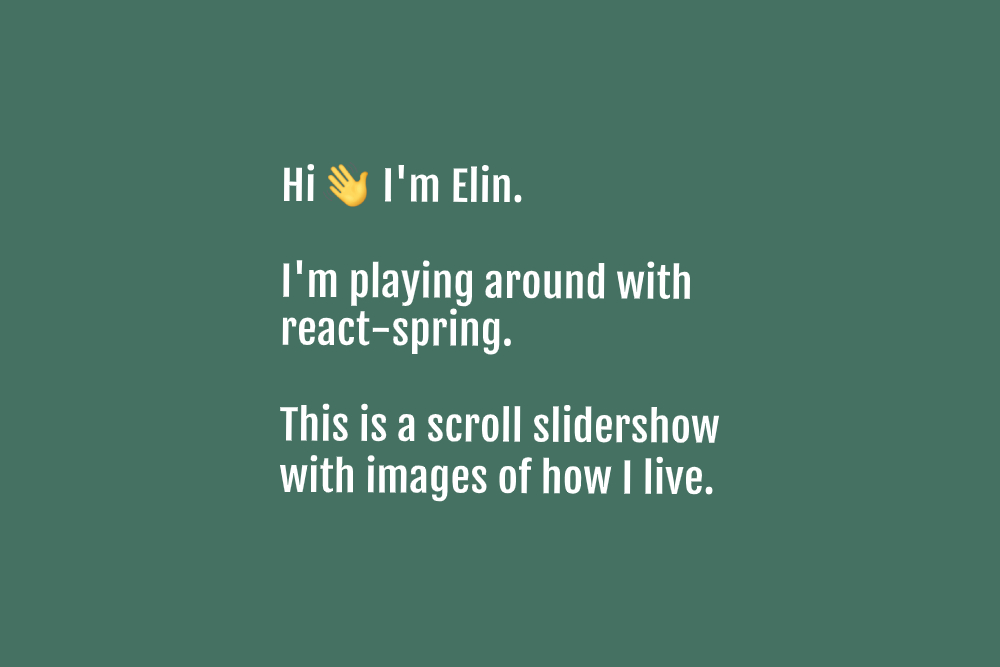 Hi 👋 I'm Elin.
I'm playing around with
react-spring.
This is a scroll slidershow
with images of how I live.